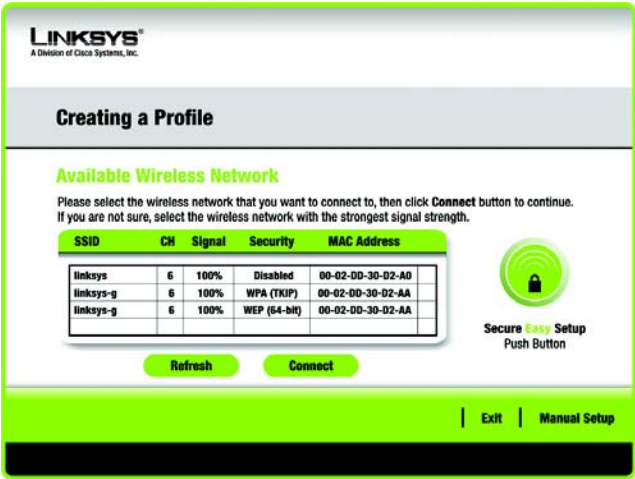 LINKSYS®
A Division of Cisco Systems, Inc.
Creating a Profile
Available Wireless Network
Please select the wireless network that you want to connect to, then click Connect button to continue.
If you are not sure, select the wireless network with the strongest signal strength.
SSID CH Signal Security MAC Address
linksys 6 100% Disabled 00-02-DD-30-D2-A0
linksys-g 6 100% WPA (TKIP) 00-02-DD-30-D2-AA
linksys-g 6 100% WEP (64-bit) 00-02-DD-30-D2-AA
Secure Easy Setup
Push Button
Refresh Connect
Exit Manual Setup